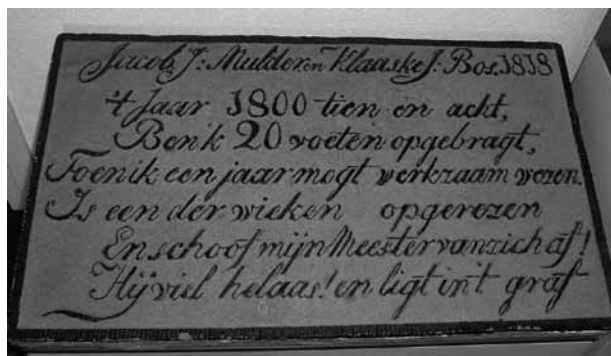 Jacob J: Mulder en Klaaske J: Bos. 1818
't Jaar 1800 tien en acht,
Ben ik 20 voeten opgebragt,
Toen ik een jaar mogt werkzaam wezen.
Is een der wieken opgerezen
En schoof mijn Meester van zich af!
Hij viel helaas! en ligt in't graf